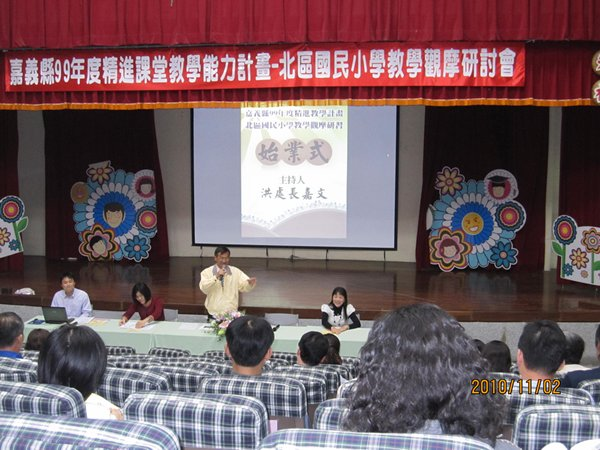 嘉義縣99年度精進課堂教學能力計畫-北區國民小學教學觀摩研討會
嘉義縣99年度精進教學計畫
北區國民小學教學觀摩研習
始業式
主持人
洪處長嘉文
2010/11/02